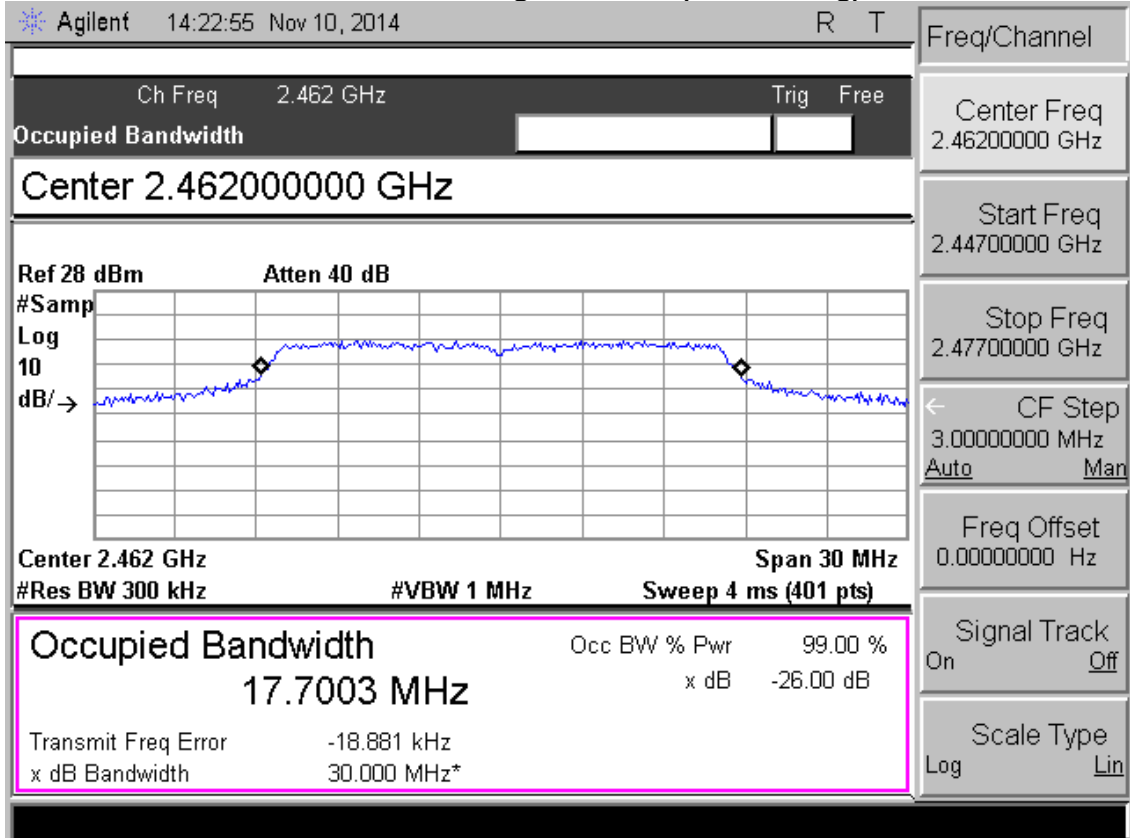 Agilent 14:22:55 Nov 10, 2014 R T
Freq/Channel
Ch Freq 2.462 GHz Trig Free
Occupied Bandwidth
Center 2.462000000 GHz
Ref 28 dBm Atten 40 dB
#Samp
Log
10
dB/
Center 2.462 GHz Span 30 MHz
#Res BW 300 kHz #VBW 1 MHz Sweep 4 ms (401 pts)
Occupied Bandwidth
17.7003 MHz
Occ BW % Pwr 99.00 %
x dB -26.00 dB
Transmit Freq Error -18.881 kHz
x dB Bandwidth 30.000 MHz*
Center Freq
2.46200000 GHz
Start Freq
2.44700000 GHz
Stop Freq
2.47700000 GHz
CF Step
3.00000000 MHz
Auto Man
Freq Offset
0.00000000 Hz
Signal Track
On Off
Scale Type
Log Lin